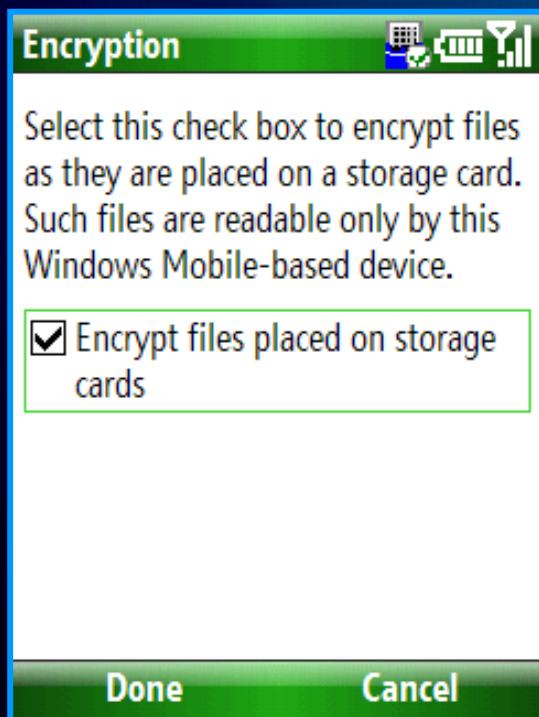 Encryption
Select this check box to encrypt files
as they are placed on a storage card.
Such files are readable only by this
Windows Mobile-based device.
Encrypt files placed on storage
cards
Done Cancel